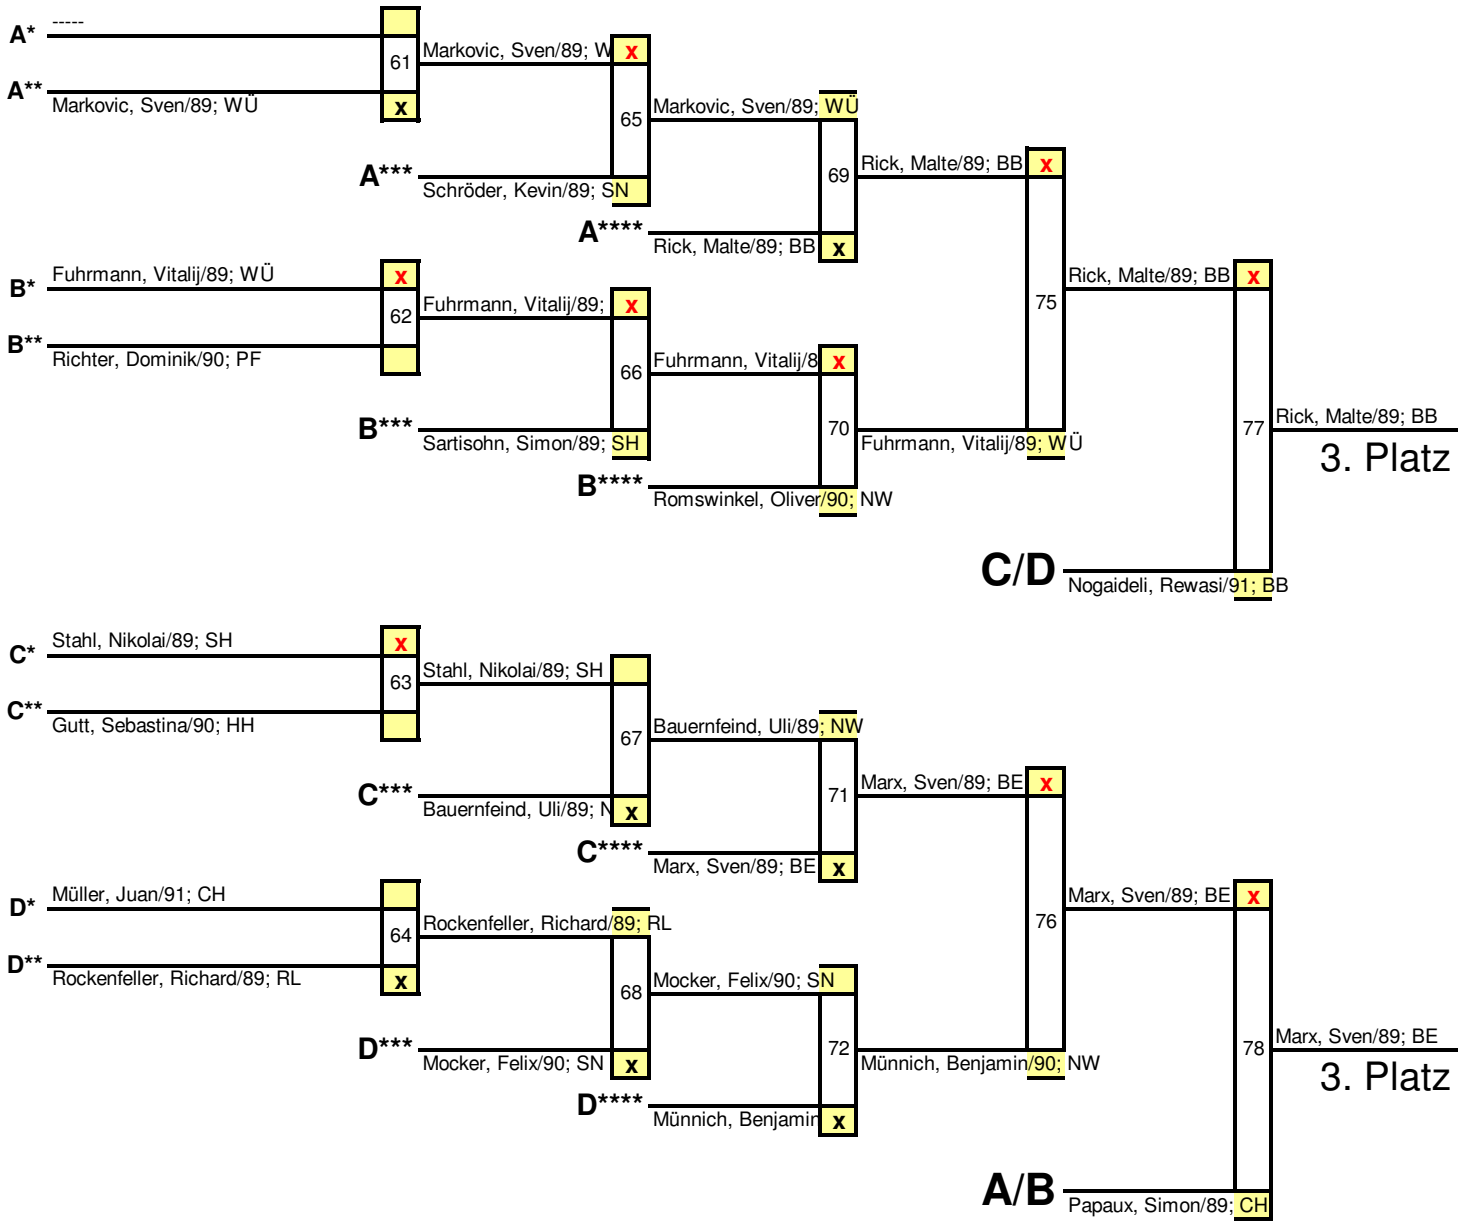 A* -----
61
Markovic, Sven/89; W x
A**
Markovic, Sven/89; WÜ x
65
Markovic, Sven/89; WÜ
A***
Schröder, Kevin/89; SN
69
Rick, Malte/89; BB x
A****
Rick, Malte/89; BB x
B* Fuhrmann, Vitalij/89; WÜ x
62
Fuhrmann, Vitalij/89; x
B**
Richter, Dominik/90; PF
66
Fuhrmann, Vitalij/8 x
B***
Sartisohn, Simon/89; SH
70
Fuhrmann, Vitalij/89; WÜ
B****
Romswinkel, Oliver/90; NW
75
Rick, Malte/89; BB x
77
Rick, Malte/89; BB
3. Platz
C/D
Nogaideli, Rewasi/91; BB
C* Stahl, Nikolai/89; SH x
63
Stahl, Nikolai/89; SH
C**
Gutt, Sebastina/90; HH
67
Bauernfeind, Uli/89; NW
C***
Bauernfeind, Uli/89; N x
71
Marx, Sven/89; BE x
C****
Marx, Sven/89; BE x
D* Müller, Juan/91; CH
64
Rockenfeller, Richard/89; RL
D**
Rockenfeller, Richard/89; RL x
68
Mocker, Felix/90; SN
D***
Mocker, Felix/90; SN x
72
Münnich, Benjamin/90; NW
D****
Münnich, Benjamin x
76
Marx, Sven/89; BE x
78
Marx, Sven/89; BE
3. Platz
A/B
Papaux, Simon/89; CH